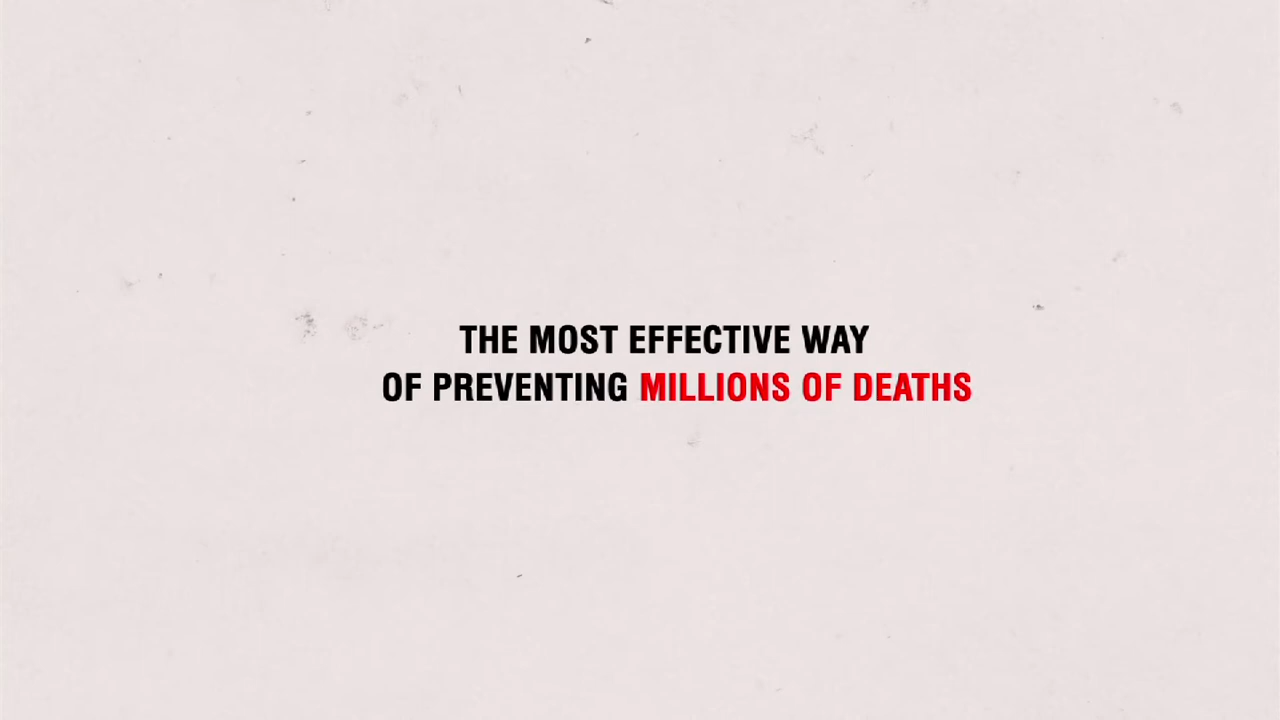 THE MOST EFFECTIVE WAY
OF PREVENTING MILLIONS OF DEATHS